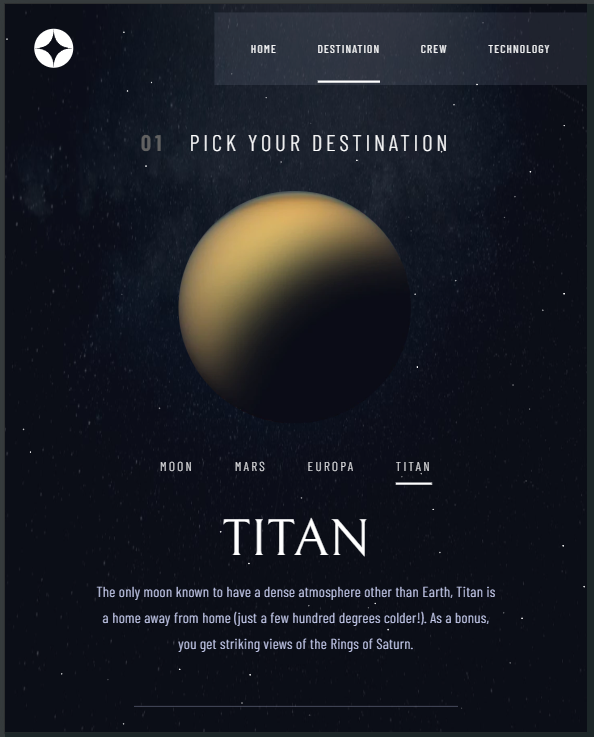 HOME DESTINATION CREW TECHNOLOGY
01 PICK YOUR DESTINATION
MOON MARS EUROPA TITAN
TITAN
The only moon known to have a dense atmosphere other than Earth, Titan is
a home away from home (just a few hundred degrees colder!). As a bonus,
you get striking views of the Rings of Saturn.